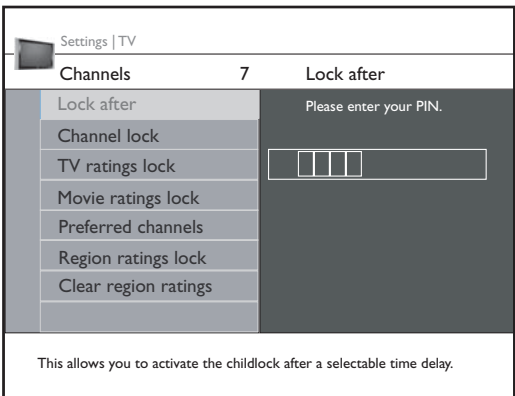 Settings | TV
Channels 7 Lock after
Lock after Please enter your PIN.
Channel lock
TV ratings lock
Movie ratings lock
Preferred channels
Region ratings lock
Clear region ratings
This allows you to activate the childlock after a selectable time delay.